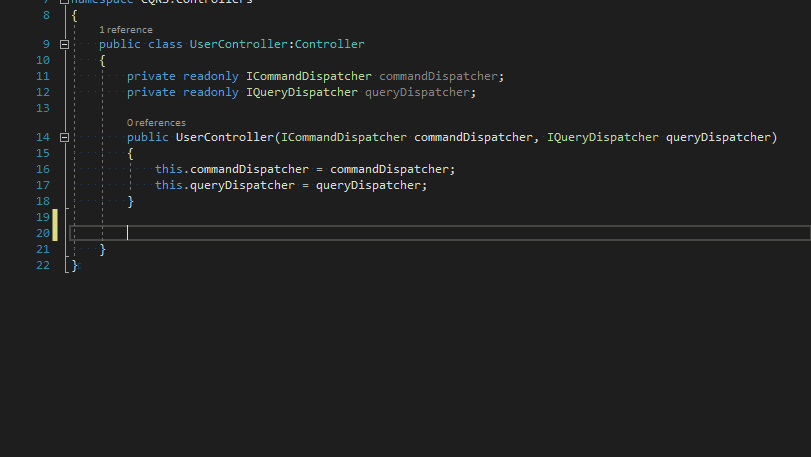 7 namespace CQRS.Controllers
8 {
1 reference
9 public class UserController:Controller
10 {
11 private readonly ICommandDispatcher commandDispatcher;
12 private readonly IQueryDispatcher queryDispatcher;
13
0 references
14 public UserController(ICommandDispatcher commandDispatcher, IQueryDispatcher queryDispatcher)
15 {
16 this.commandDispatcher = commandDispatcher;
17 this.queryDispatcher = queryDispatcher;
18 }
19
20
21 }
22 }